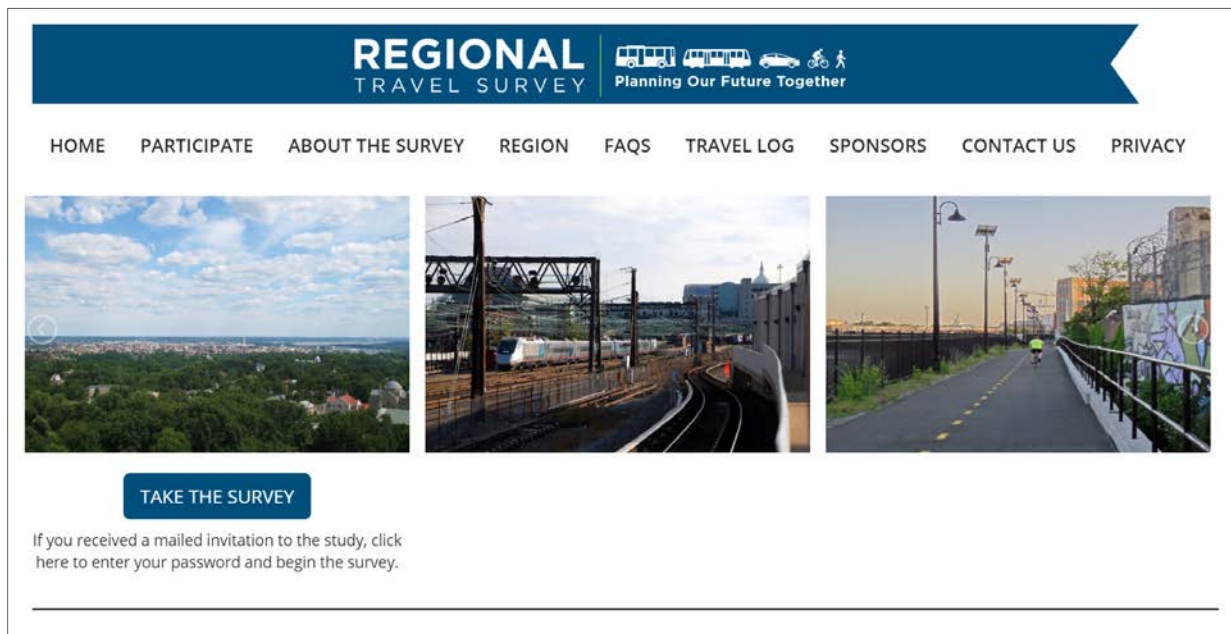 REGIONAL
TRAVEL SURVEY
Planning Our Future Together
HOME PARTICIPATE ABOUT THE SURVEY REGION FAQS TRAVEL LOG SPONSORS CONTACT US PRIVACY
TAKE THE SURVEY
If you received a mailed invitation to the study, click
here to enter your password and begin the survey.